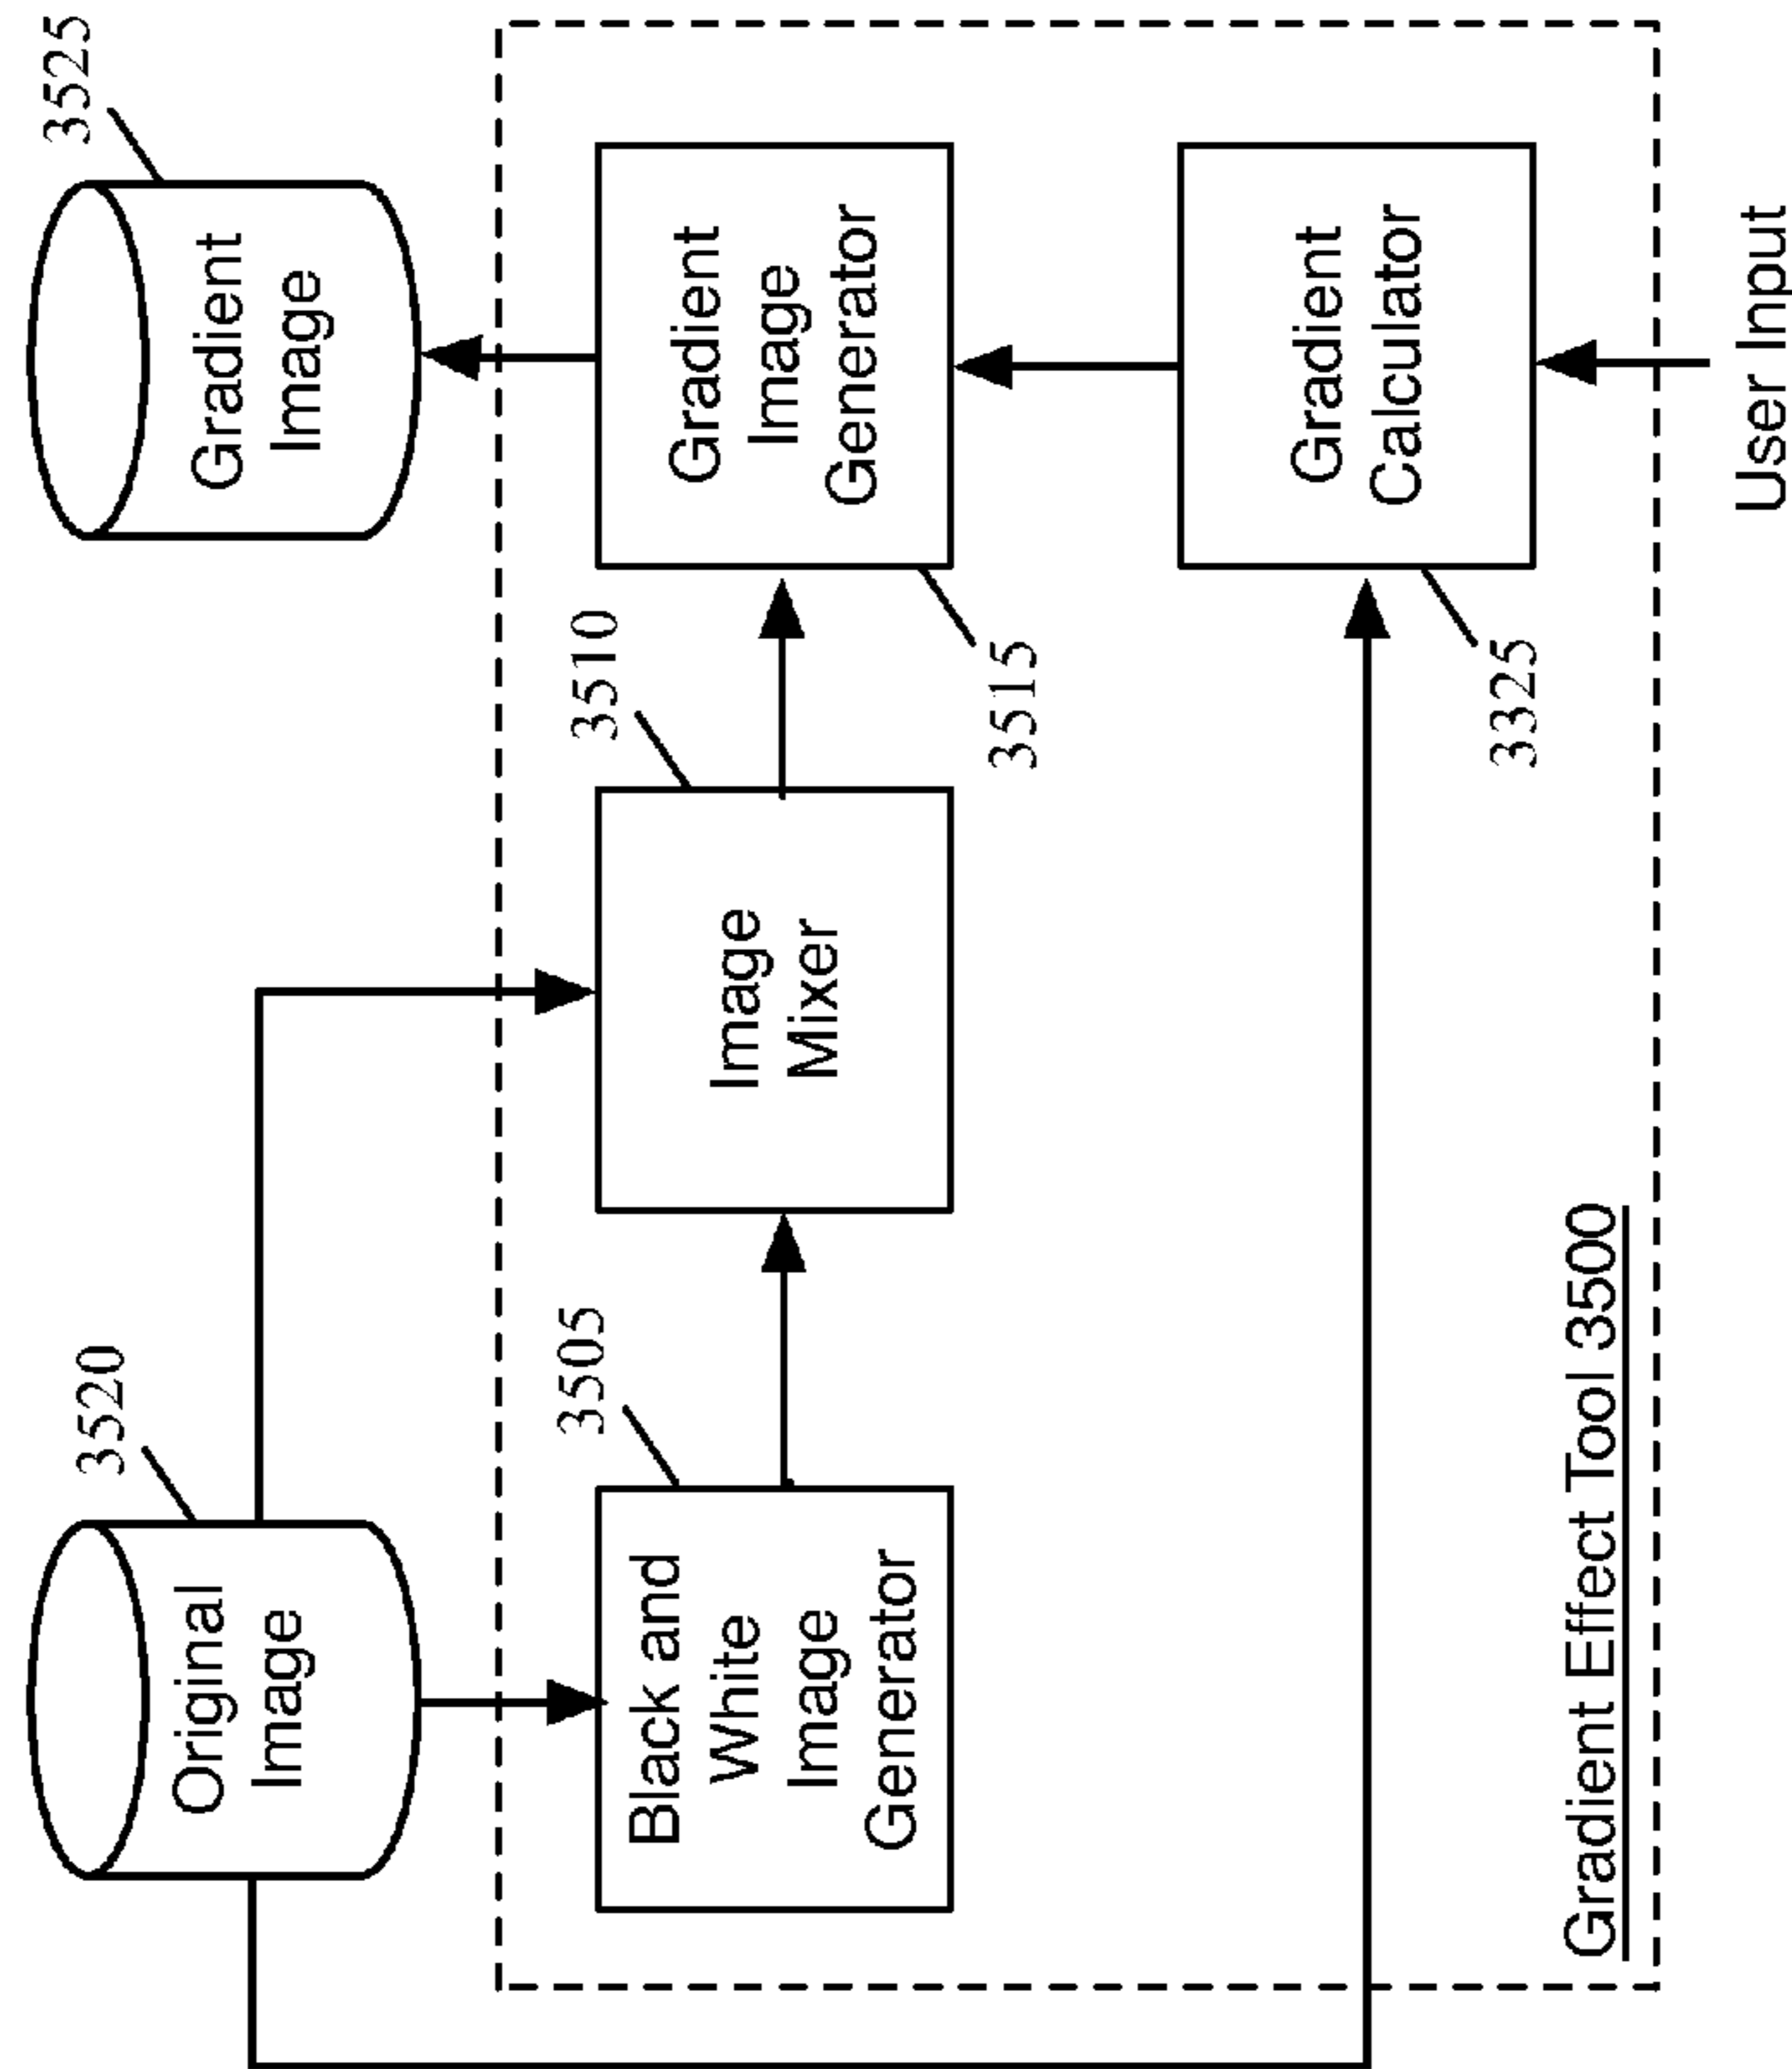 3520
Original
Image
3525
Gradient
Image
3505
Black and
White
Image
Generator
3510
Image
Mixer
Gradient
Image
Generator
3515
Gradient
Calculator
3325
Gradient Effect Tool 3500
User Input